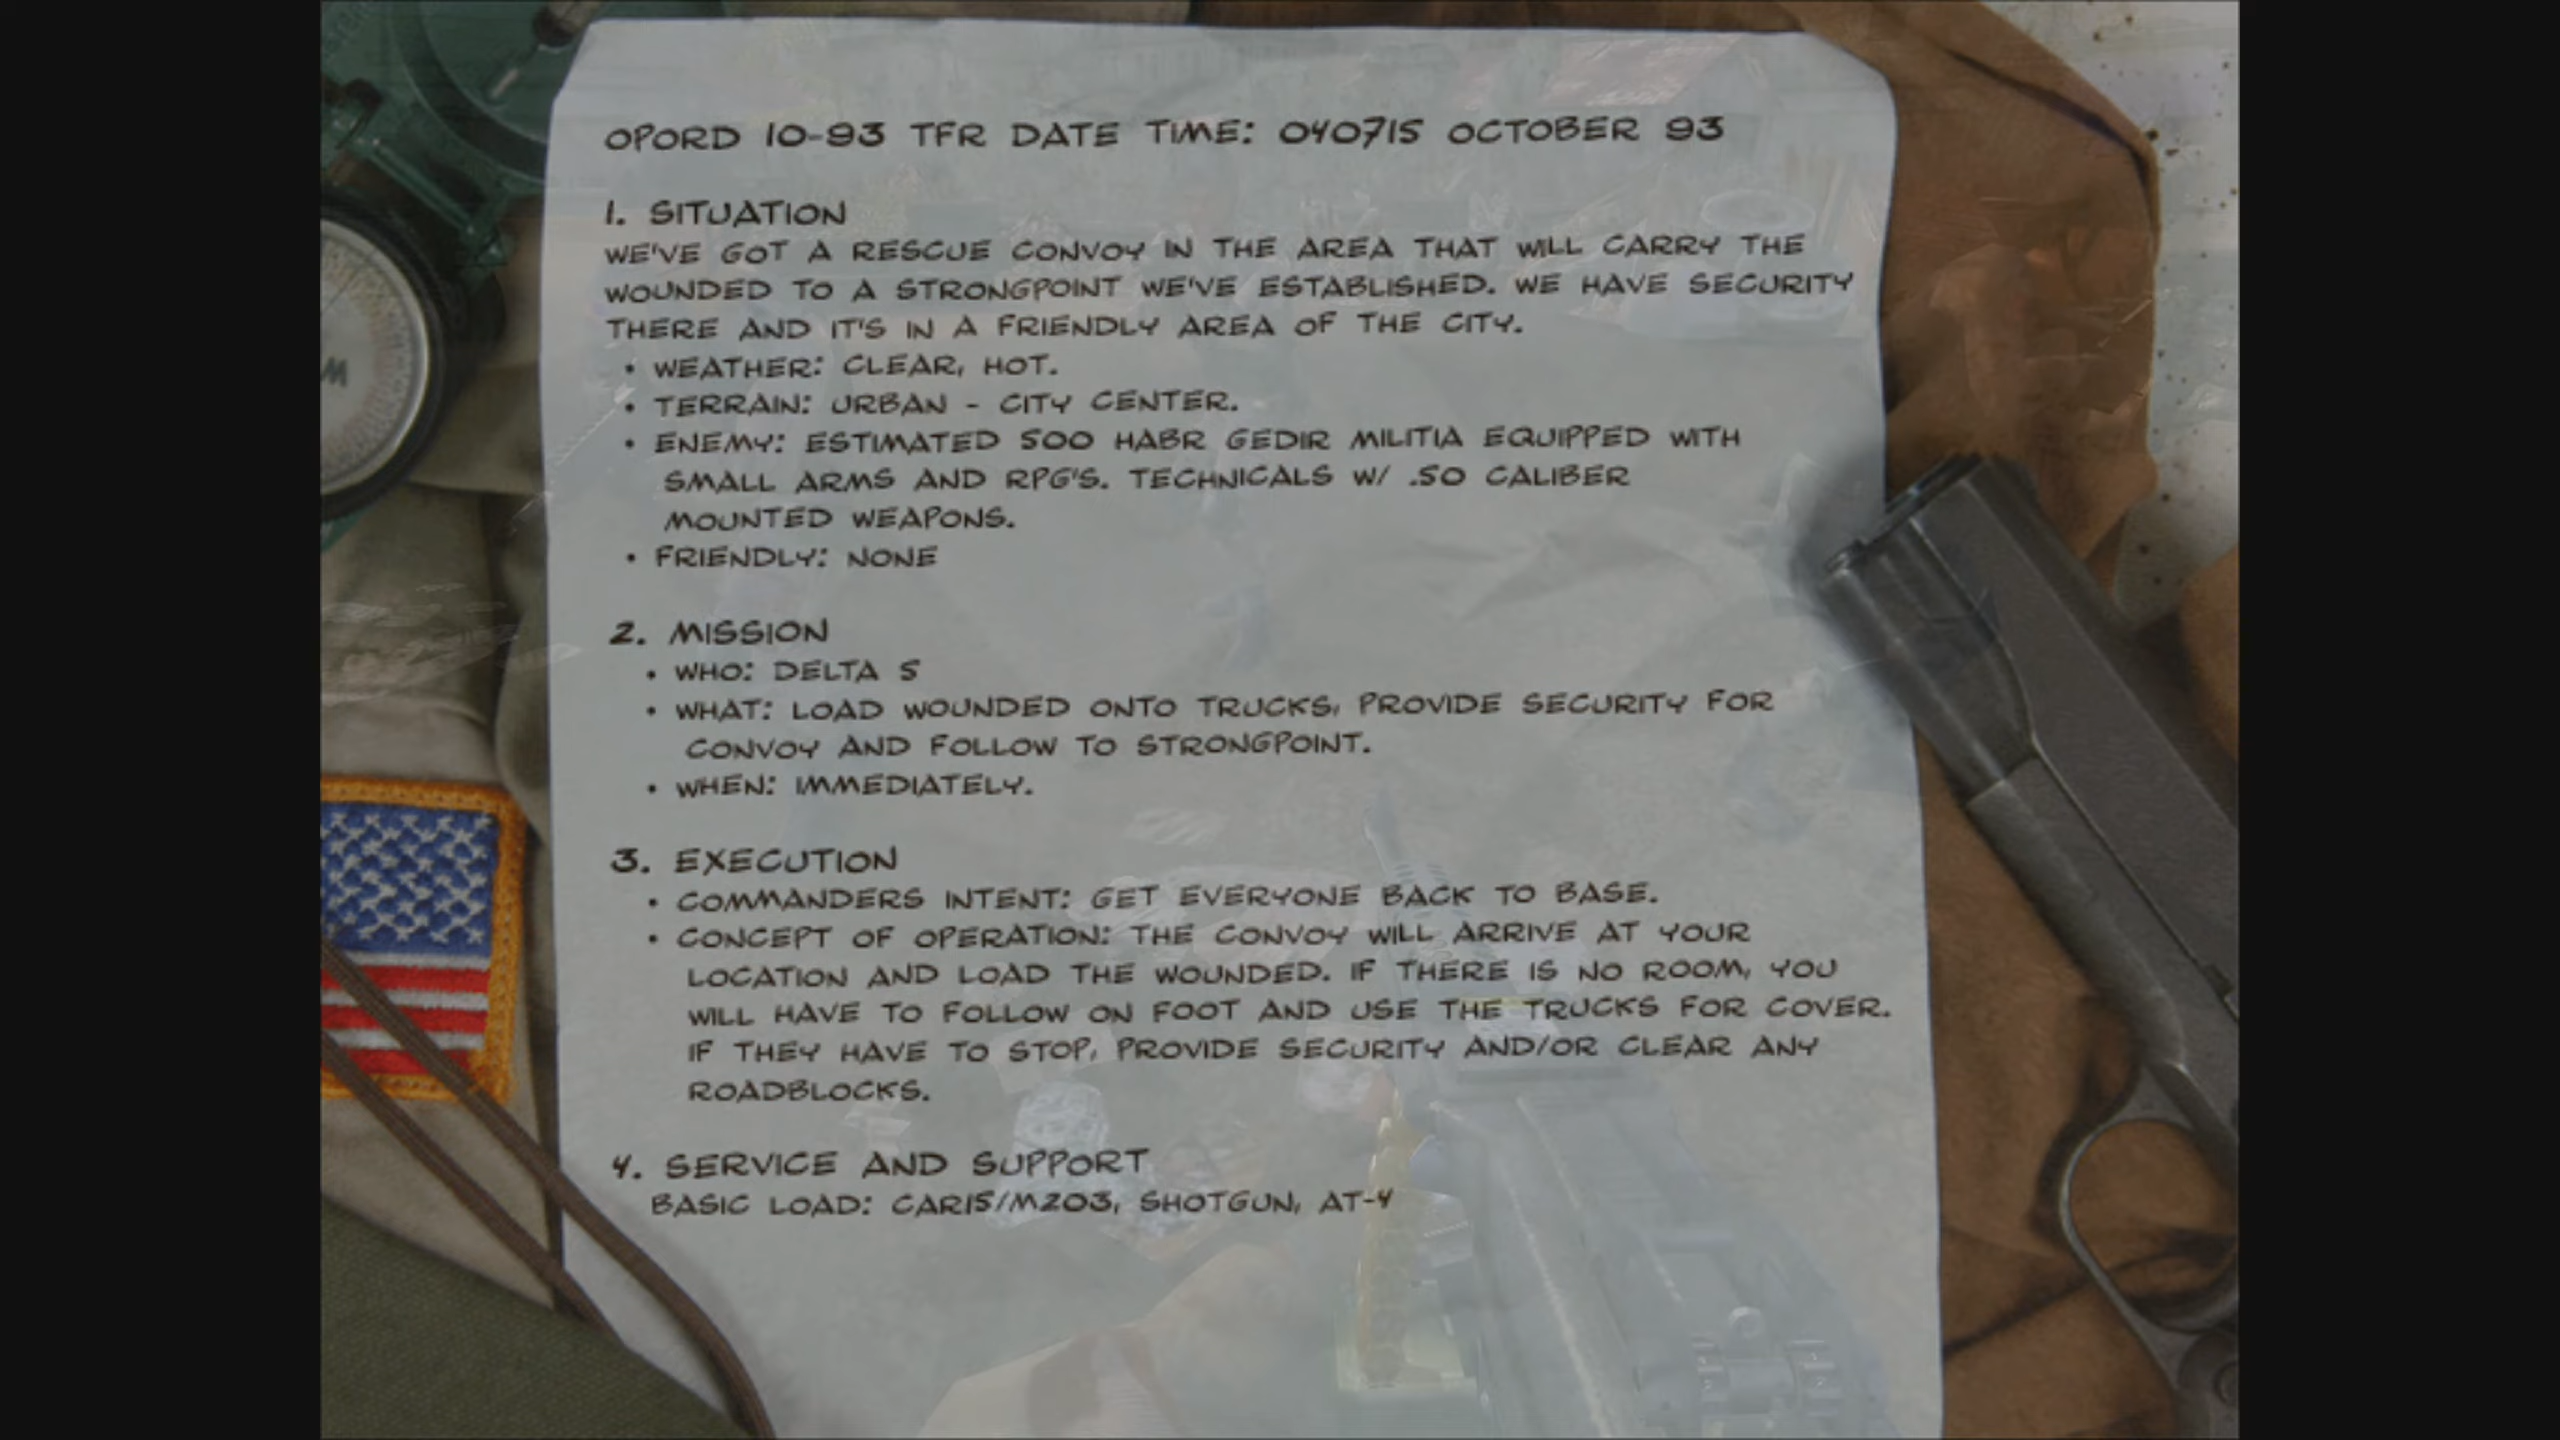 OPORD 10-93 TFR DATE TIME: 040715 OCTOBER 93
1. SITUATION
WE'VE GOT A RESCUE CONVOY IN THE AREA THAT WILL CARRY THE
WOUNDED TO A STRONGPOINT WE'VE ESTABLISHED. WE HAVE SECURITY
THERE AND IT'S IN A FRIENDLY AREA OF THE CITY.
• WEATHER: CLEAR, HOT.
• TERRAIN: URBAN - CITY CENTER.
• ENEMY: ESTIMATED 500 HABR GEDIR MILITIA EQUIPPED WITH
SMALL ARMS AND RPG'S. TECHNICALS W/ .50 CALIBER
MOUNTED WEAPONS.
• FRIENDLY: NONE
2. MISSION
• WHO: DELTA 5
• WHAT: LOAD WOUNDED ONTO TRUCKS, PROVIDE SECURITY FOR
CONVOY AND FOLLOW TO STRONGPOINT.
• WHEN: IMMEDIATELY.
3. EXECUTION
• COMMANDERS INTENT: GET EVERYONE BACK TO BASE.
• CONCEPT OF OPERATION: THE CONVOY WILL ARRIVE AT YOUR
LOCATION AND LOAD THE WOUNDED. IF THERE IS NO ROOM, YOU
WILL HAVE TO FOLLOW ON FOOT AND USE THE TRUCKS FOR COVER.
IF THEY HAVE TO STOP, PROVIDE SECURITY AND/OR CLEAR ANY
ROADBLOCKS.
4. SERVICE AND SUPPORT
BASIC LOAD: CAR15/M203, SHOTGUN, AT-4